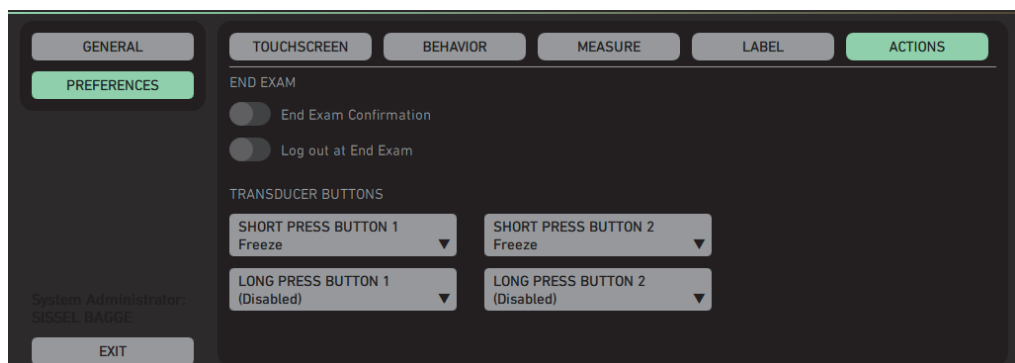 GENERAL
PREFERENCES
TOUCHSCREEN
BEHAVIOR
MEASURE
LABEL
ACTIONS
END EXAM
End Exam Confirmation
Log out at End Exam
TRANSDUCER BUTTONS
SHORT PRESS BUTTON 1
Freeze
SHORT PRESS BUTTON 2
Freeze
LONG PRESS BUTTON 1
(Disabled)
LONG PRESS BUTTON 2
(Disabled)
System Administrator:
SISSEL BAGGE
EXIT